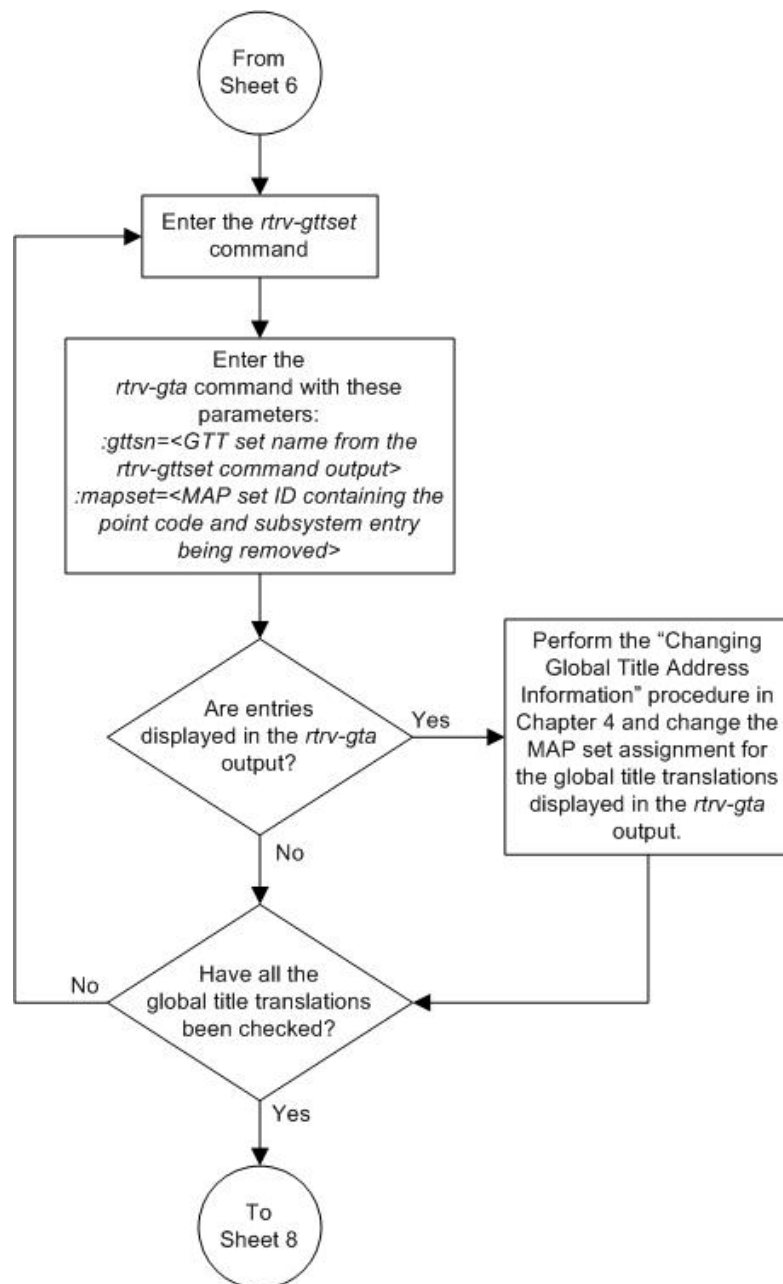 From
Sheet 6
Enter the rtrv-gttset
command
Enter the
rtrv-gta command with these
parameters:
:gttsn=<GTT set name from the
rtrv-gttset command output>
:mapset=<MAP set ID containing the
point code and subsystem entry
being removed>
Are entries
displayed in the rtrv-gta
output?
Yes
Perform the “Changing
Global Title Address
Information” procedure in
Chapter 4 and change the
MAP set assignment for
the global title translations
displayed in the rtrv-gta
output.
No
Have all the
global title translations
been checked?
No
Yes
To
Sheet 8